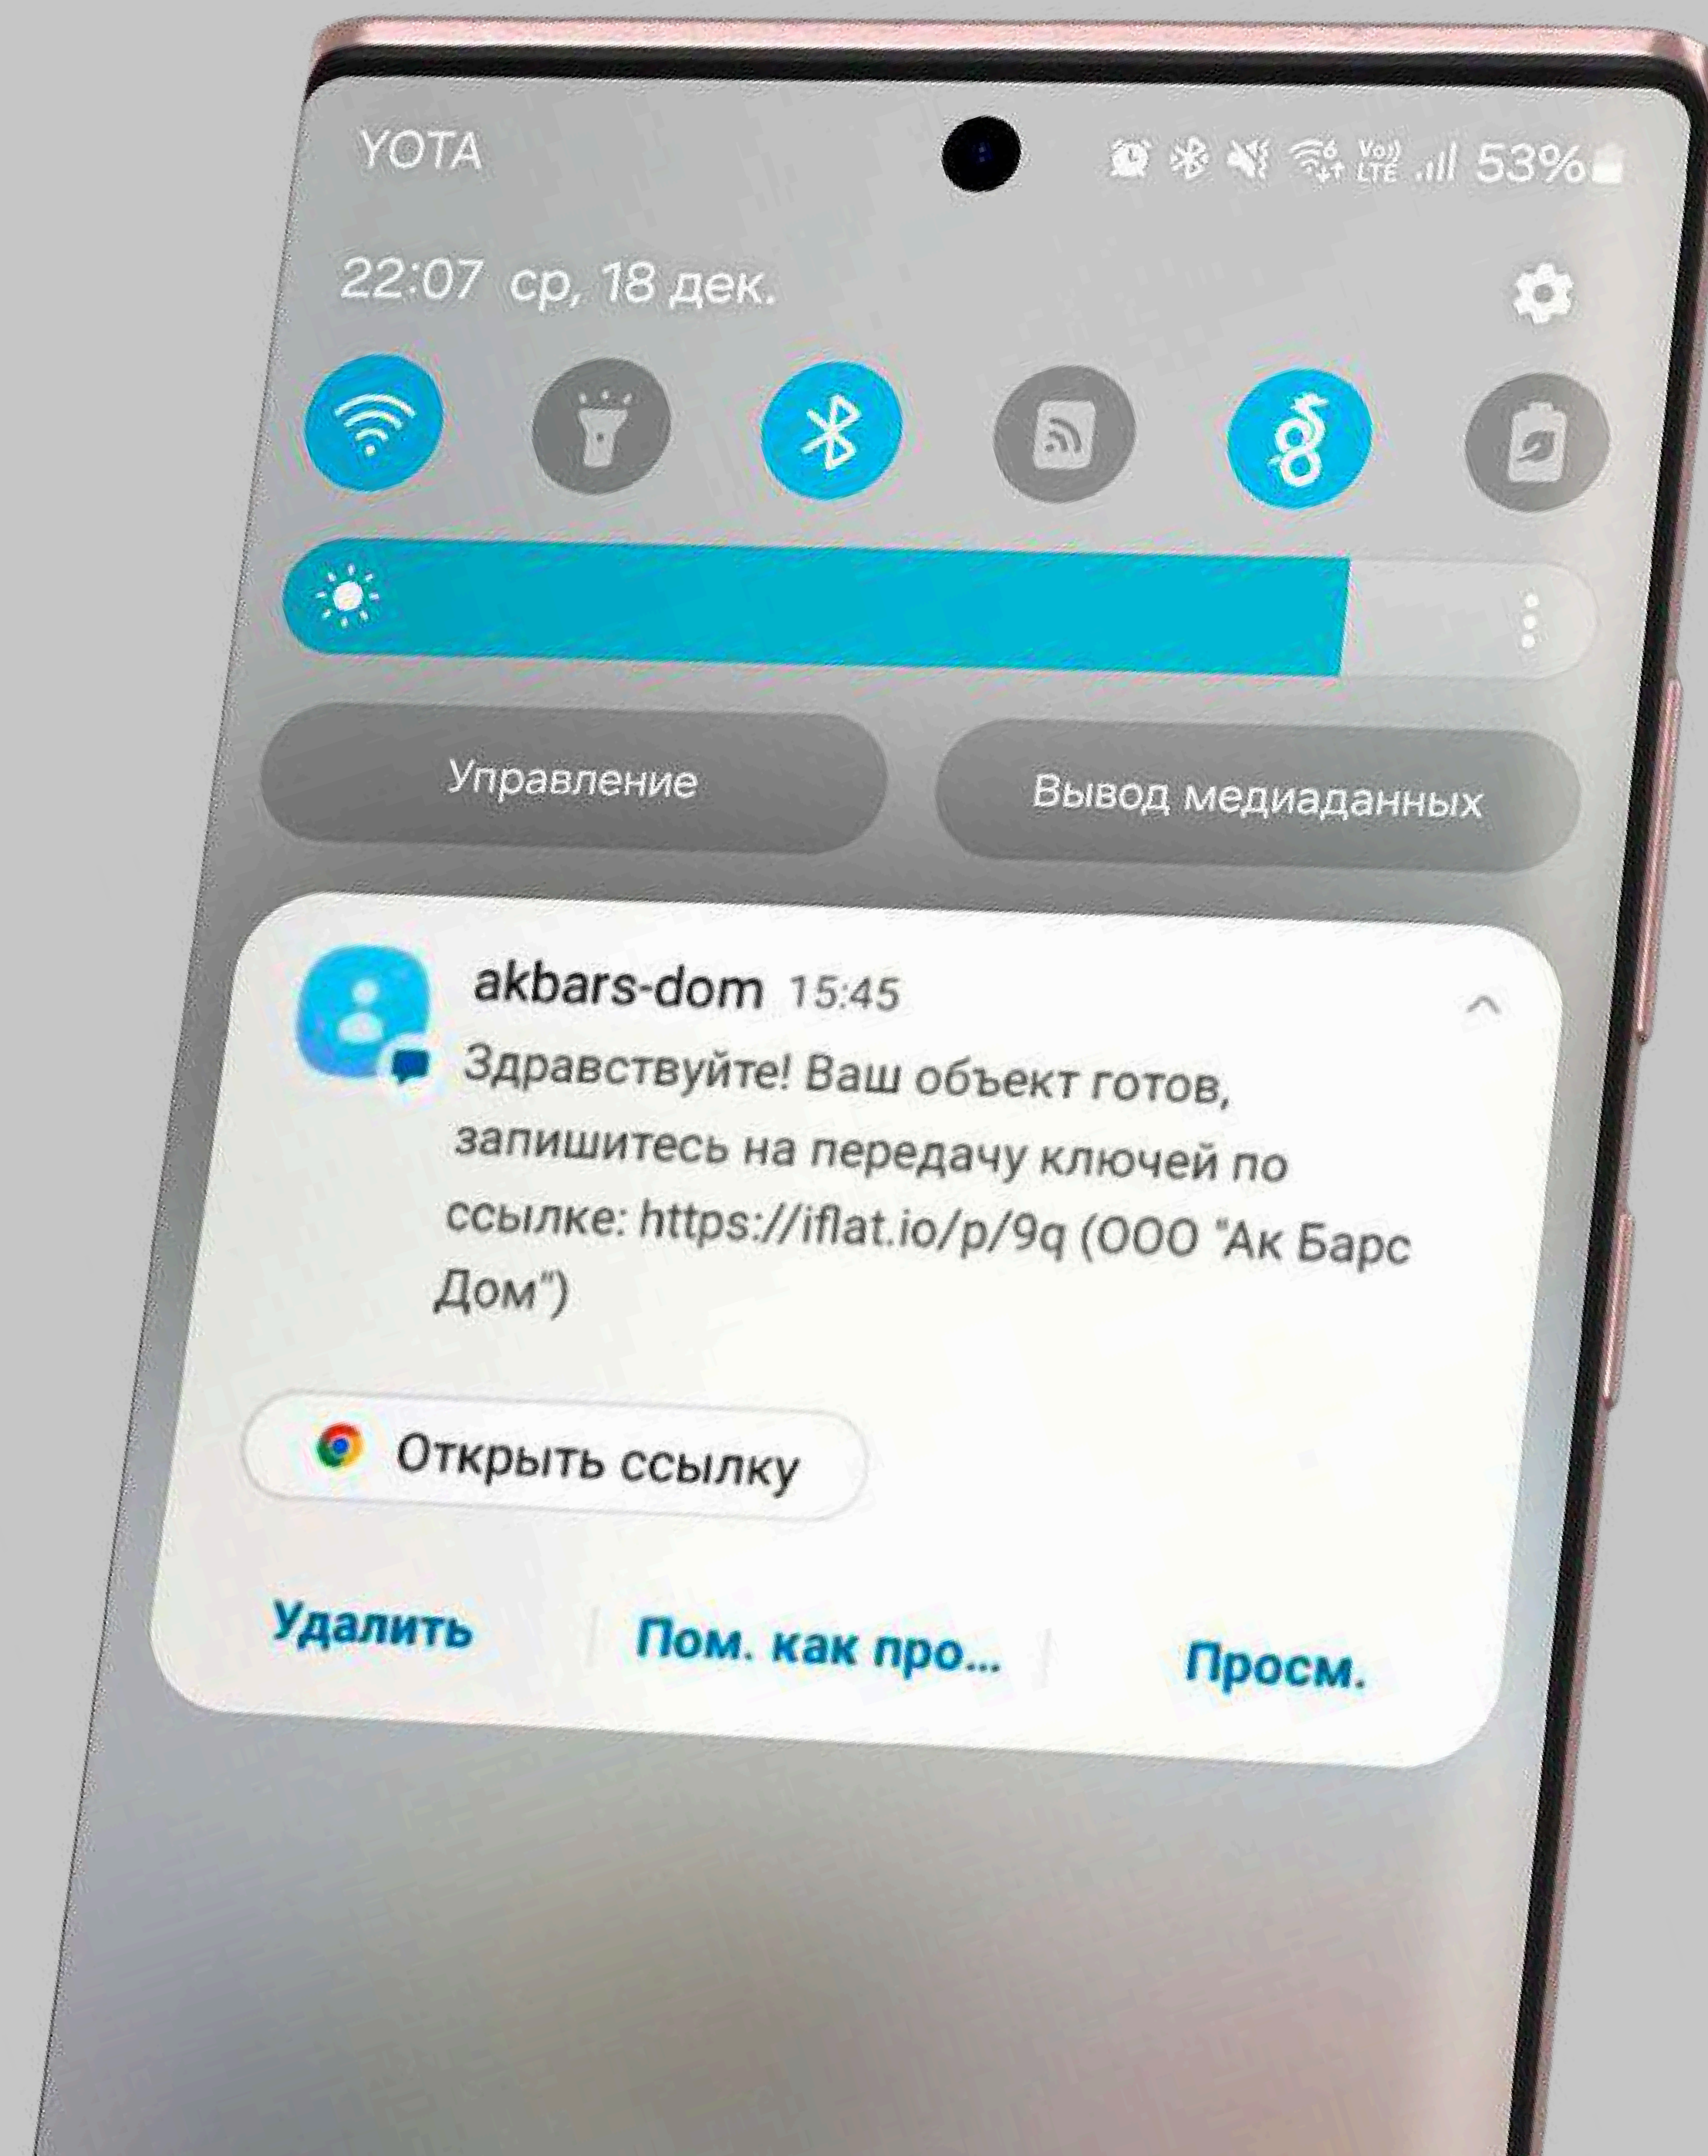 YOTA
Vo))
LTE
53%
22:07 ср, 18 дек.
Управление
Вывод медиаданных
akbars-dom 15:45
Здравствуйте! Ваш объект готов,
запишитесь на передачу ключей по
ссылке: https://iflat.io/p/9q (ООО "Ак Барс
Дом")
Открыть ссылку
Удалить
Пом. как про...
Просм.